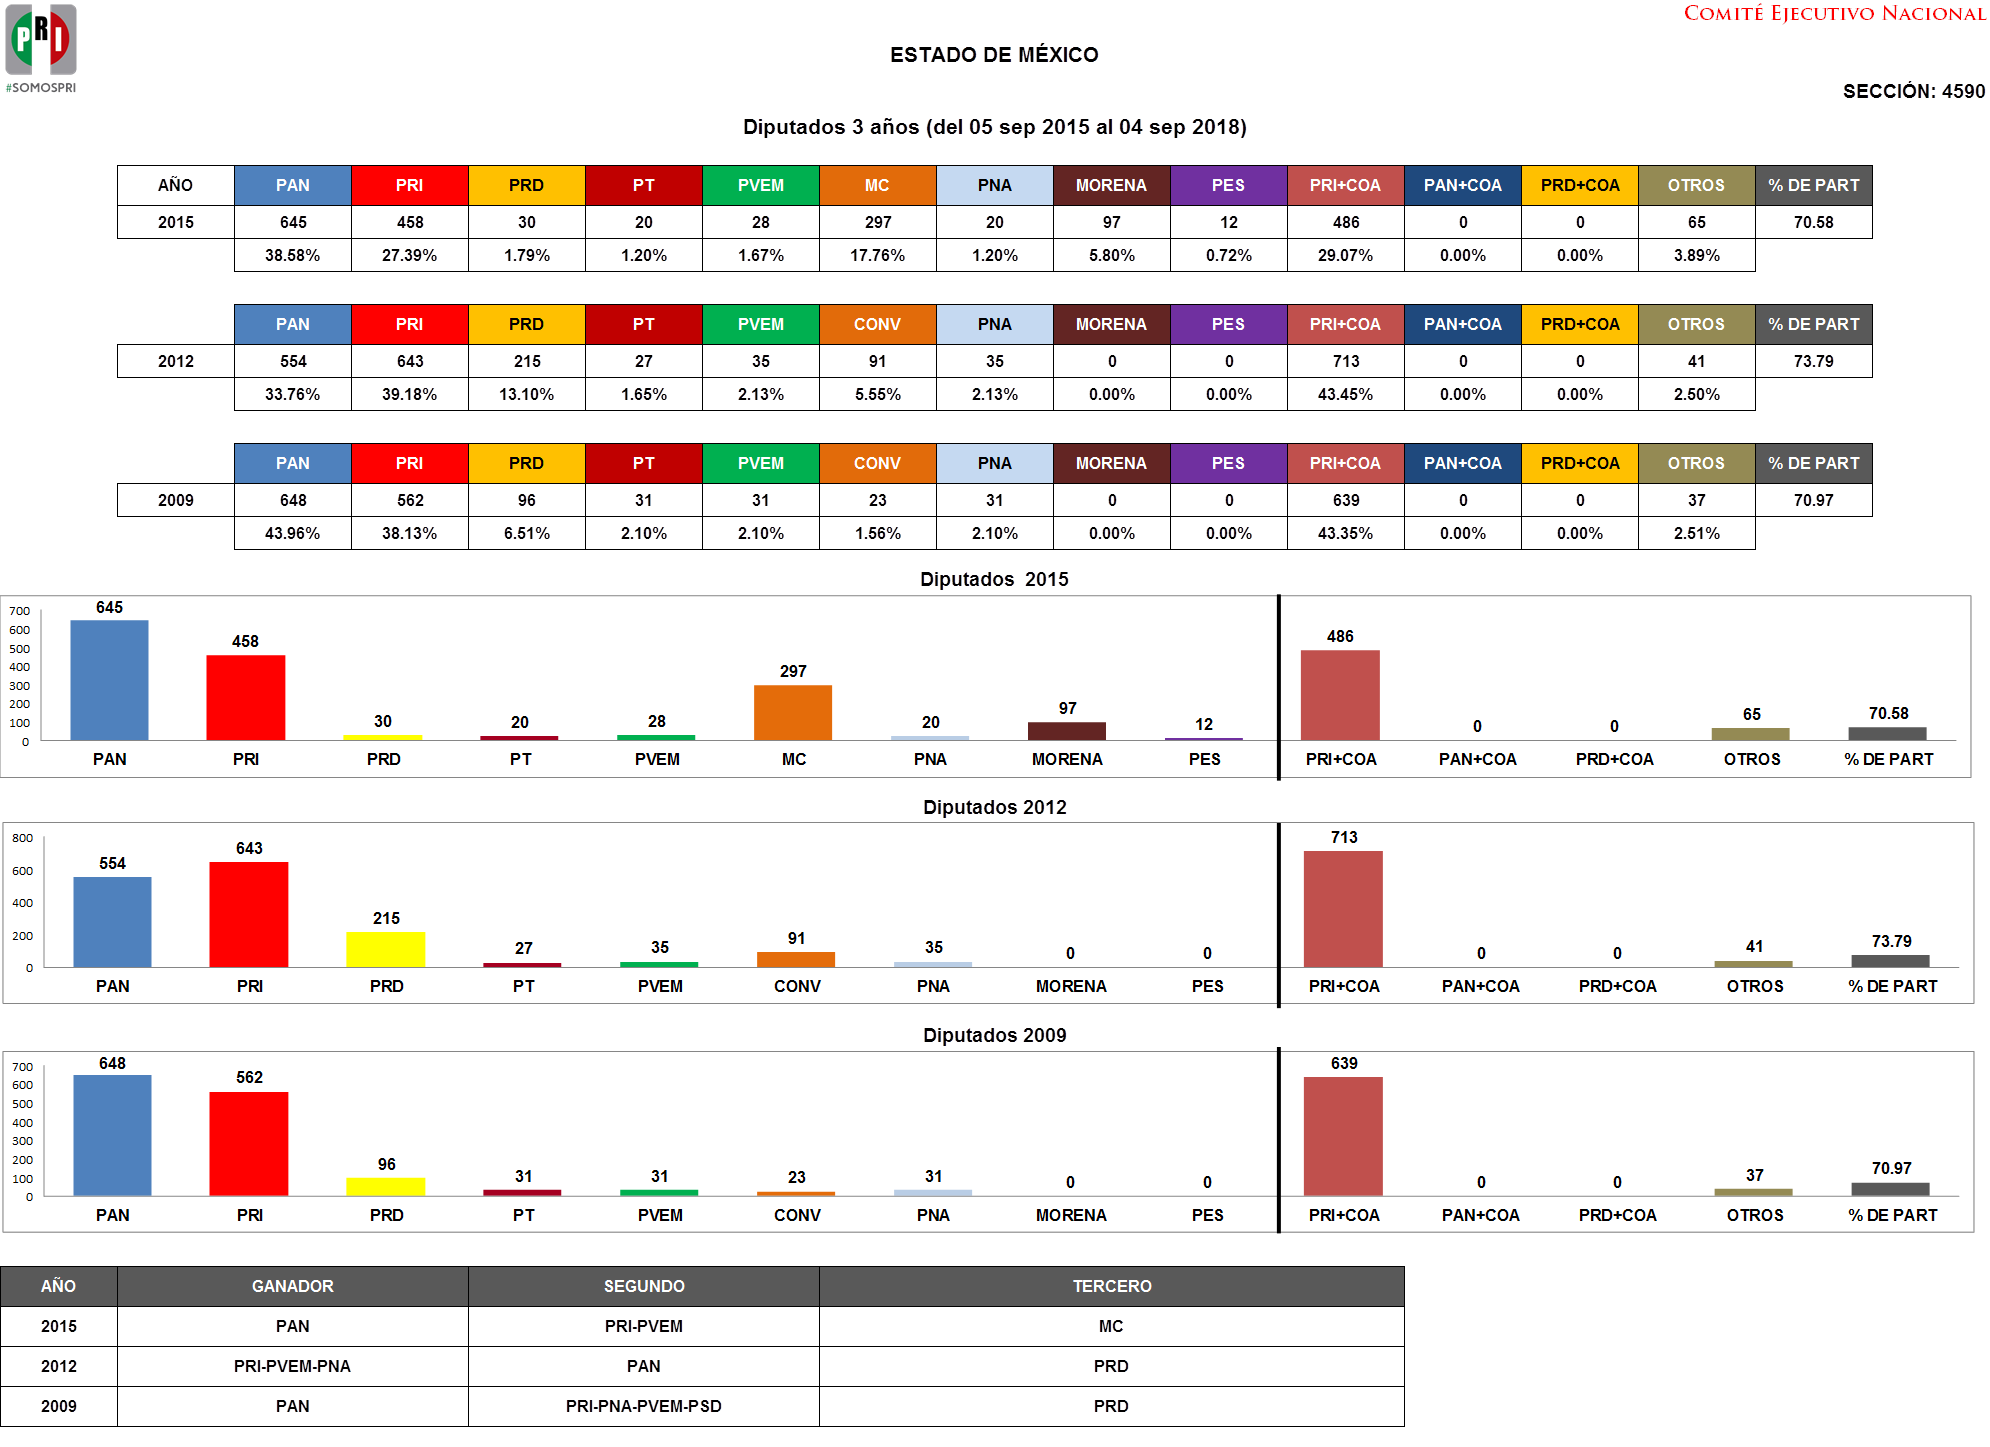 PRI
#SOMOSPRI
COMITÉ EJECUTIVO NACIONAL
ESTADO DE MÉXICO
SECCIÓN: 4590
Diputados 3 años (del 05 sep 2015 al 04 sep 2018)
AÑO PAN PRI PRD PT PVEM MC PNA MORENA PES PRI+COA PAN+COA PRD+COA OTROS % DE PART
2015 645 458 30 20 28 297 20 97 12 486 0 0 65 70.58
38.58% 27.39% 1.79% 1.20% 1.67% 17.76% 1.20% 5.80% 0.72% 29.07% 0.00% 0.00% 3.89%
PAN PRI PRD PT PVEM CONV PNA MORENA PES PRI+COA PAN+COA PRD+COA OTROS % DE PART
2012 554 643 215 27 35 91 35 0 0 713 0 0 41 73.79
33.76% 39.18% 13.10% 1.65% 2.13% 5.55% 2.13% 0.00% 0.00% 43.45% 0.00% 0.00% 2.50%
PAN PRI PRD PT PVEM CONV PNA MORENA PES PRI+COA PAN+COA PRD+COA OTROS % DE PART
2009 648 562 96 31 31 23 31 0 0 639 0 0 37 70.97
43.96% 38.13% 6.51% 2.10% 2.10% 1.56% 2.10% 0.00% 0.00% 43.35% 0.00% 0.00% 2.51%
Diputados 2015
700
600
500
400
300
200
100
0
645 458 30 20 28 297 20 97 12 486 0 0 65 70.58
PAN PRI PRD PT PVEM MC PNA MORENA PES PRI+COA PAN+COA PRD+COA OTROS % DE PART
Diputados 2012
800
600
400
200
0
554 643 215 27 35 91 35 0 0 713 0 0 41 73.79
PAN PRI PRD PT PVEM CONV PNA MORENA PES PRI+COA PAN+COA PRD+COA OTROS % DE PART
Diputados 2009
700
600
500
400
300
200
100
0
648 562 96 31 31 23 31 0 0 639 0 0 37 70.97
PAN PRI PRD PT PVEM CONV PNA MORENA PES PRI+COA PAN+COA PRD+COA OTROS % DE PART
AÑO GANADOR SEGUNDO TERCERO
2015 PAN PRI-PVEM MC
2012 PRI-PVEM-PNA PAN PRD
2009 PAN PRI-PNA-PVEM-PSD PRD